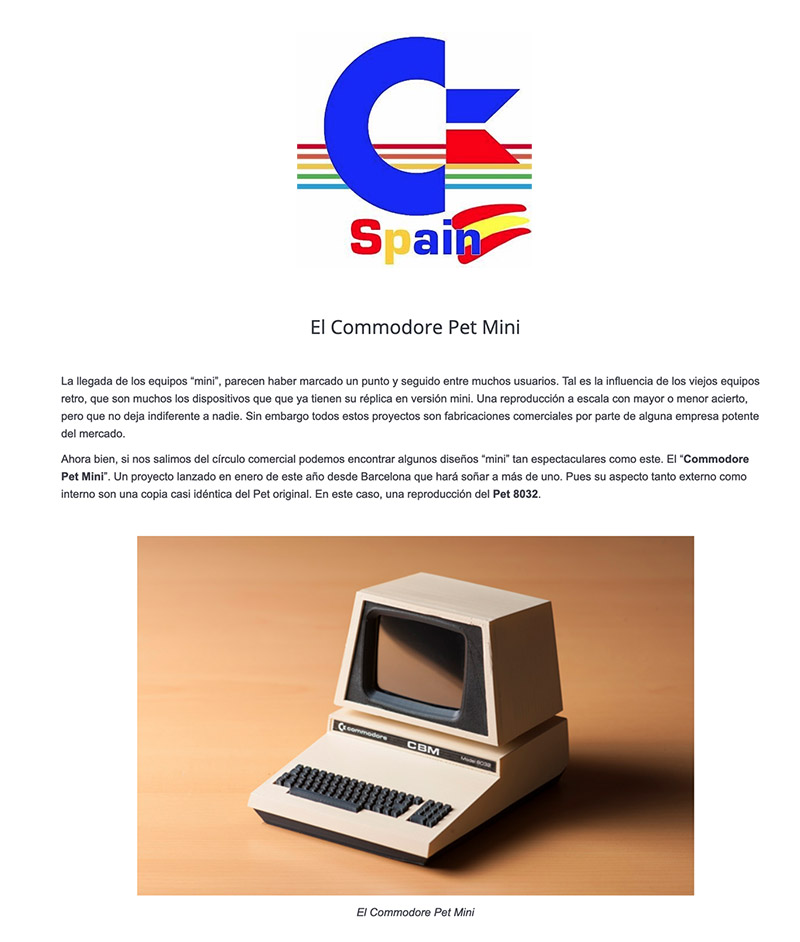 Spain
El Commodore Pet Mini
La llegada de los equipos “mini”, parecen haber marcado un punto y seguido entre muchos usuarios. Tal es la influencia de los viejos equipos
retro, que son muchos los dispositivos que que ya tienen su réplica en versión mini. Una reproducción a escala con mayor o menor acierto,
pero que no deja indiferente a nadie. Sin embargo todos estos proyectos son fabricaciones comerciales por parte de alguna empresa potente
del mercado.
Ahora bien, si nos salimos del círculo comercial podemos encontrar algunos diseños “mini” tan espectaculares como este. El “Commodore
Pet Mini”. Un proyecto lanzado en enero de este año desde Barcelona que hará soñar a más de uno. Pues su aspecto tanto externo como
interno son una copia casi idéntica del Pet original. En este caso, una reproducción del Pet 8032.
commodore
CBM
Model 8032
El Commodore Pet Mini